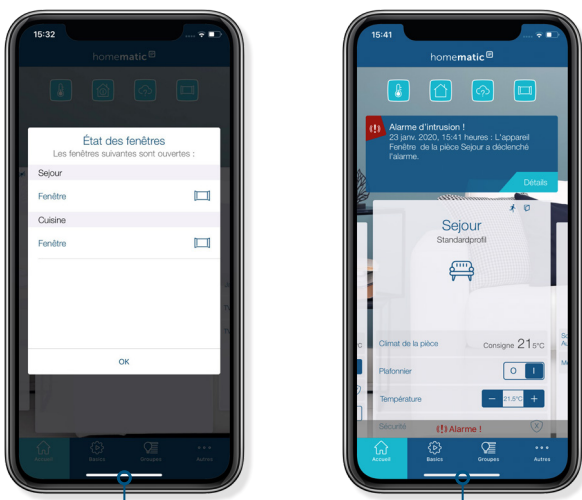 15:32
homematic IP
État des fenêtres
Les fenêtres suivantes sont ouvertes :
Sejour
Fenêtre
Cuisine
Fenêtre
OK
Accueil
Basics
Groupes
Autres
15:41
homematic IP
Alarme d'intrusion !
23 janv. 2020, 15:41 heures : L'appareil
Fenêtre de la pièce Sejour a déclenché
l'alarme.
Détails
Sejour
Standardprofil
Climat de la pièce
Consigne 21 5°C
Plafonnier
O I
Température
− 21.5°C +
Securite
Alarme !
Accueil
Basics
Groupes
Autres